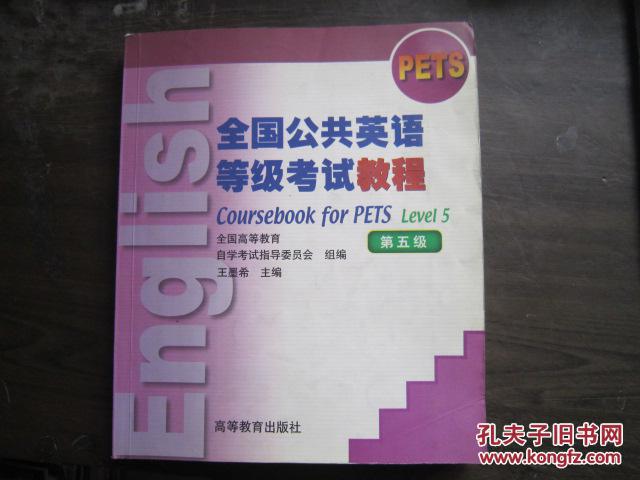 PETS
English
全国公共英语
等级考试教程
Coursebook for PETS Level 5
全国高等教育
第五级
自学考试指导委员会 组编
王墨希 主编
高等教育出版社
孔夫子旧书网
www.kongfz.com